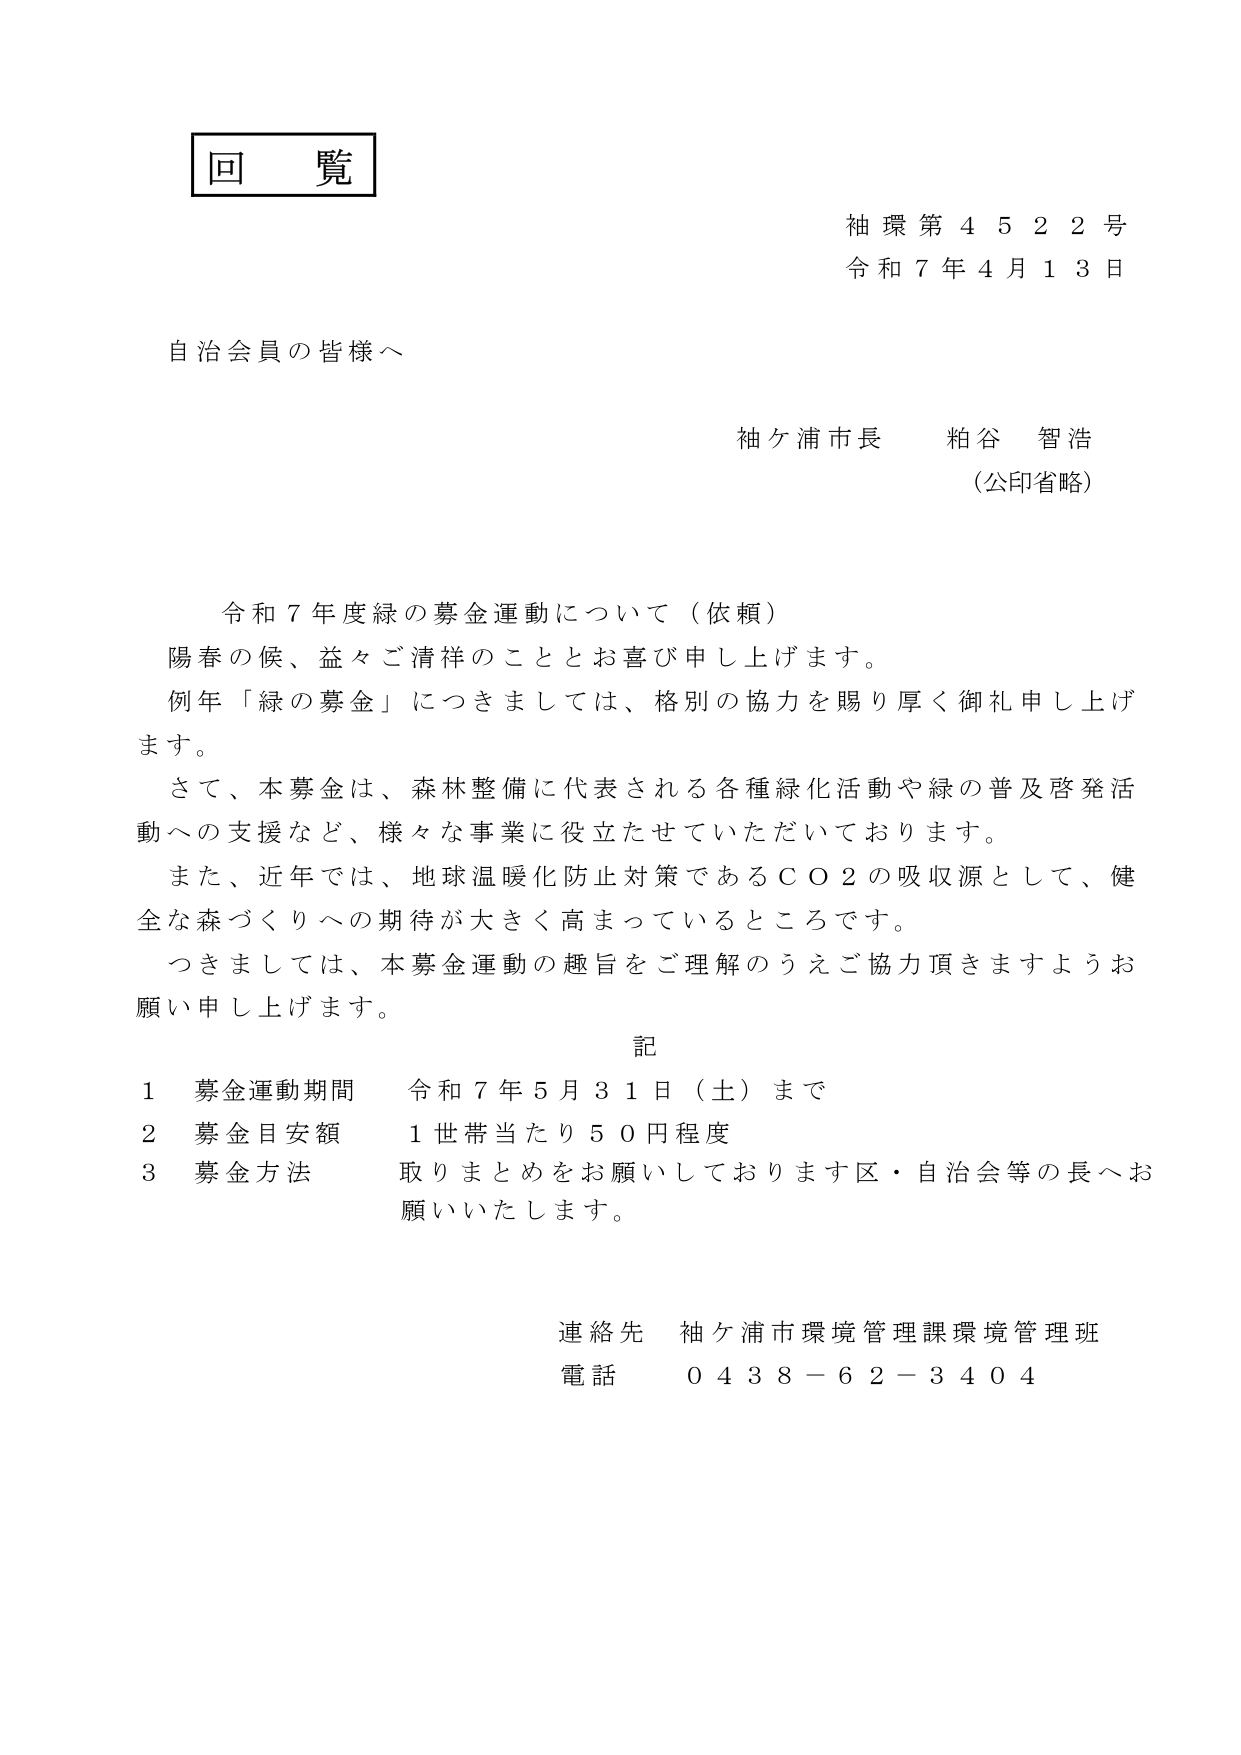 回　覧
袖環第４５２２号
令和７年４月１３日
自治会員の皆様へ
袖ケ浦市長　　粕谷　智浩
（公印省略）
令和７年度緑の募金運動について（依頼）
陽春の候、益々ご清祥のこととお喜び申し上げます。
例年「緑の募金」につきましては、格別の協力を賜り厚く御礼申し上げ
ます。
さて、本募金は、森林整備に代表される各種緑化活動や緑の普及啓発活
動への支援など、様々な事業に役立たせていただいております。
また、近年では、地球温暖化防止対策であるＣＯ２の吸収源として、健
全な森づくりへの期待が大きく高まっているところです。
つきましては、本募金運動の趣旨をご理解のうえご協力頂きますようお
願い申し上げます。
記
１　募金運動期間　令和７年５月３１日（土）まで
２　募金目安額　　１世帯当たり５０円程度
３　募金方法　　　取りまとめをお願いしております区・自治会等の長へお
願いいたします。
連絡先　袖ケ浦市環境管理課環境管理班
電話　　０４３８－６２－３４０４